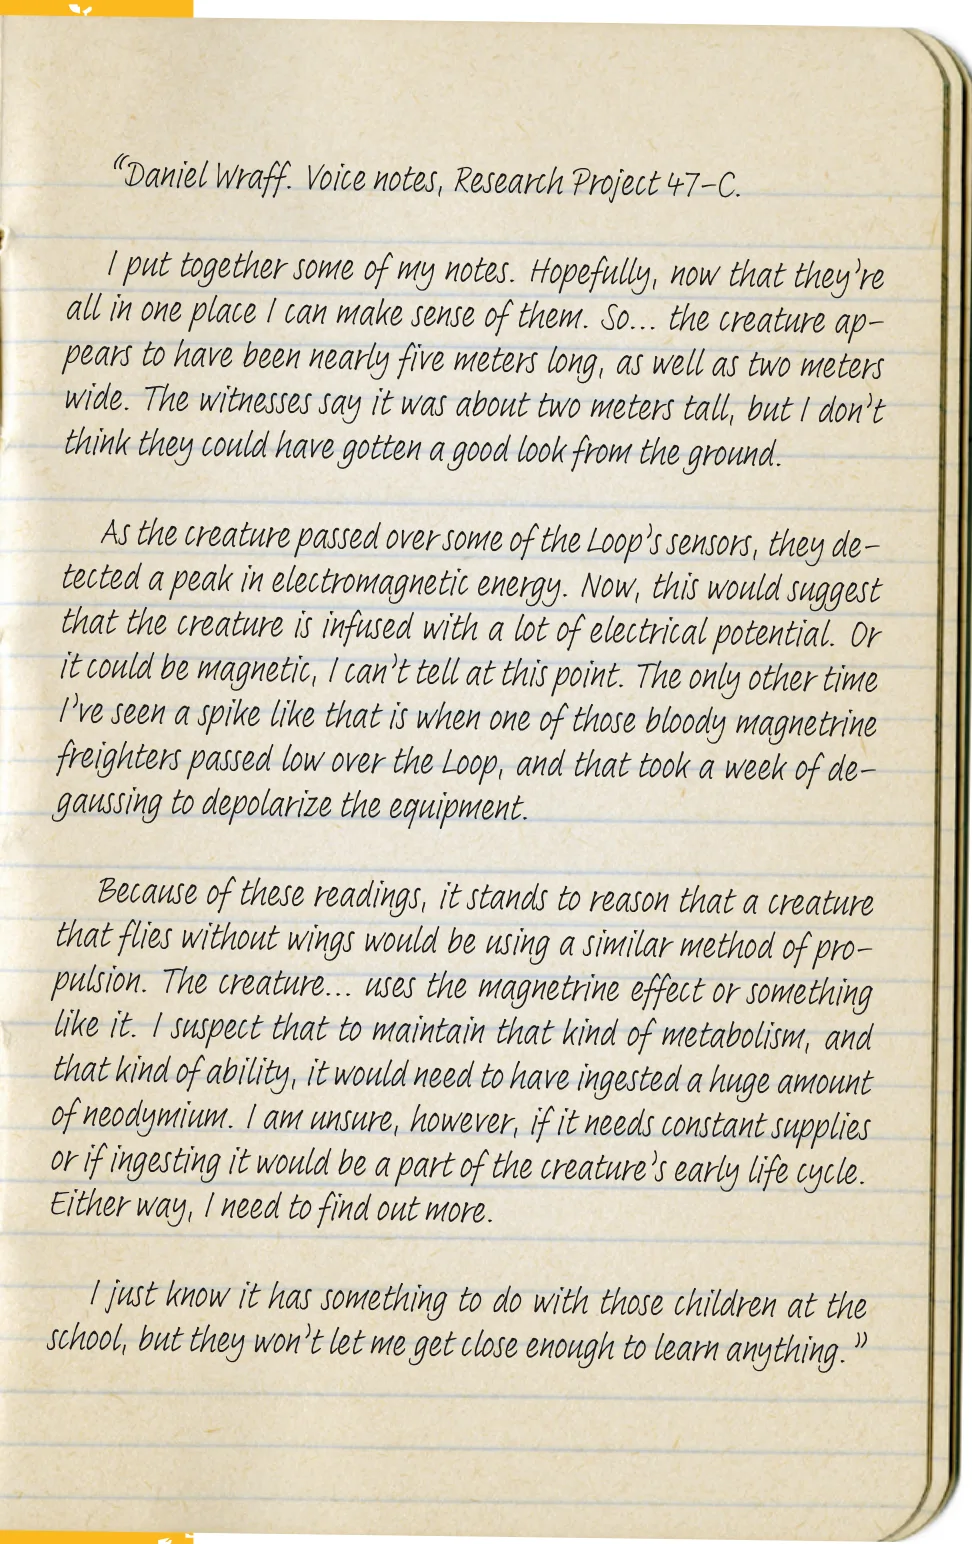 “Daniel Wraff. Voice notes, Research Project 47-C.
I put together some of my notes. Hopefully, now that they’re
all in one place I can make sense of them. So... the creature ap-
pears to have been nearly five meters long, as well as two meters
wide. The witnesses say it was about two meters tall, but I don’t
think they could have gotten a good look from the ground.
As the creature passed over some of the Loop’s sensors, they de-
tected a peak in electromagnetic energy. Now, this would suggest
that the creature is infused with a lot of electrical potential. Or
it could be magnetic, I can’t tell at this point. The only other time
I’ve seen a spike like that is when one of those bloody magnetrine
freighters passed low over the Loop, and that took a week of de-
gaussing to depolarize the equipment.
Because of these readings, it stands to reason that a creature
that flies without wings would be using a similar method of pro-
pulsion. The creature... uses the magnetrine effect or something
like it. I suspect that to maintain that kind of metabolism, and
that kind of ability, it would need to have ingested a huge amount
of neodymium. I am unsure, however, if it needs constant supplies
or if ingesting it would be a part of the creature’s early life cycle.
Either way, I need to find out more.
I just know it has something to do with those children at the
school, but they won’t let me get close enough to learn anything.”